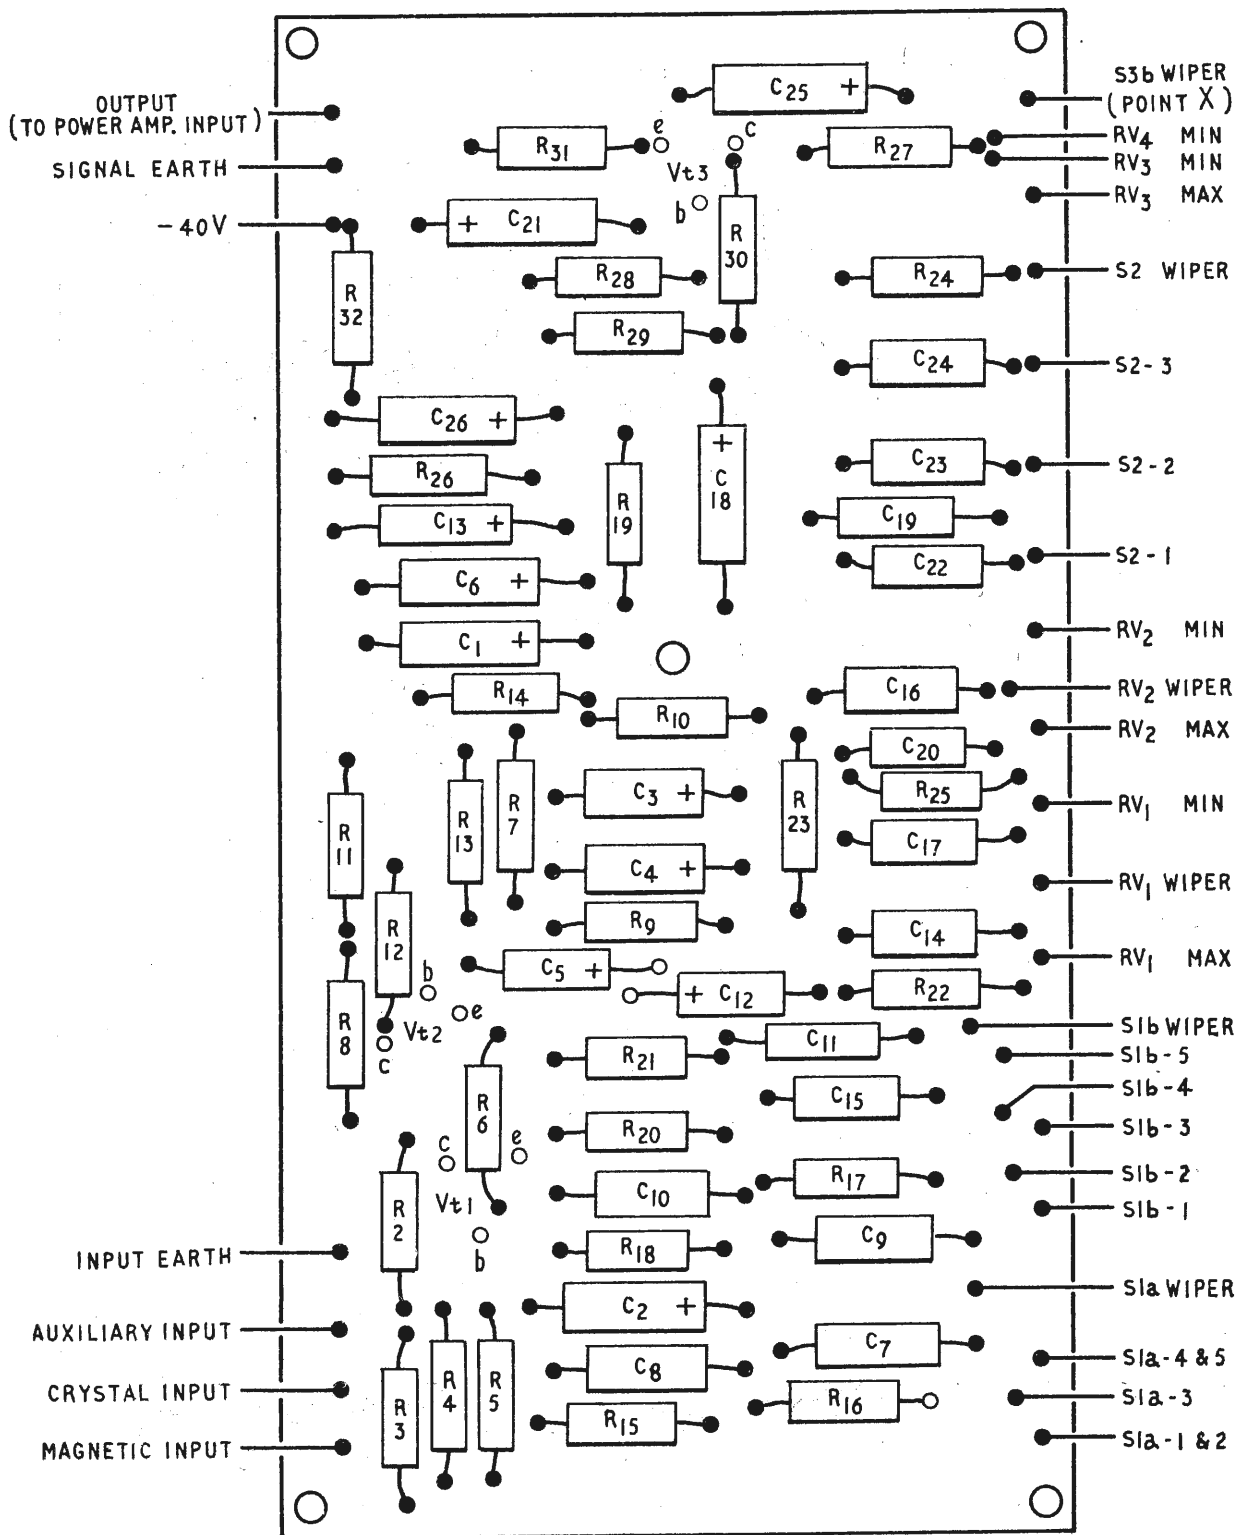 OUTPUT
(TO POWER AMP. INPUT)
SIGNAL EARTH
-40V
INPUT EARTH
AUXILIARY INPUT
CRYSTAL INPUT
MAGNETIC INPUT
C25 +
R31
e
c
Vt3
b
R27
+ C21
R
30
R28
R24
R
32
R29
C24
C26 +
+
C
18
R26
R
19
C23
C13 +
C19
C6 +
C22
C1 +
R14
C16
R10
C20
R
7
R
13
C3 +
R
23
R25
R
11
C17
C4 +
R
12
R9
C14
C5 +
b
e
Vt2
c
+ C12
R22
R
8
C11
R21
R
6
C15
c
e
R20
Vt1
b
R17
C10
R
2
C9
R18
C2 +
C7
R
3
R
4
R
5
C8
R16
R15
S3b WIPER
(POINT X)
RV4 MIN
RV3 MIN
RV3 MAX
S2 WIPER
S2-3
S2-2
S2-1
RV2 MIN
RV2 WIPER
RV2 MAX
RV1 MIN
RV1 WIPER
RV1 MAX
S1b WIPER
S1b-5
S1b-4
S1b-3
S1b-2
S1b-1
S1a WIPER
S1a-4 & 5
S1a-3
S1a-1 & 2